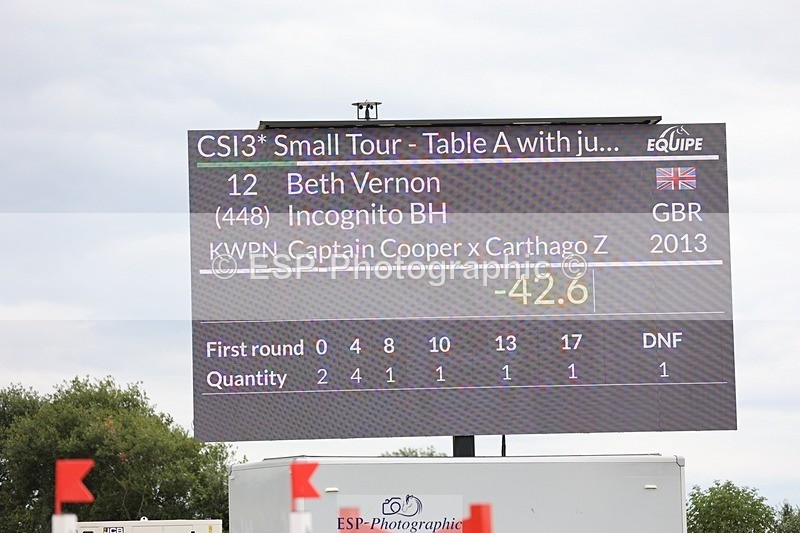 CSI3* Small Tour - Table A with ju... EQUIPE
12 Beth Vernon
(448) Incognito BH GBR
KWPN Captain Cooper x Carthago Z 2013
© ESP-Photographic ©
-42.6
First round 0 4 8 10 13 17 DNF
Quantity 2 4 1 1 1 1 1
JCB
ESP-Photographic